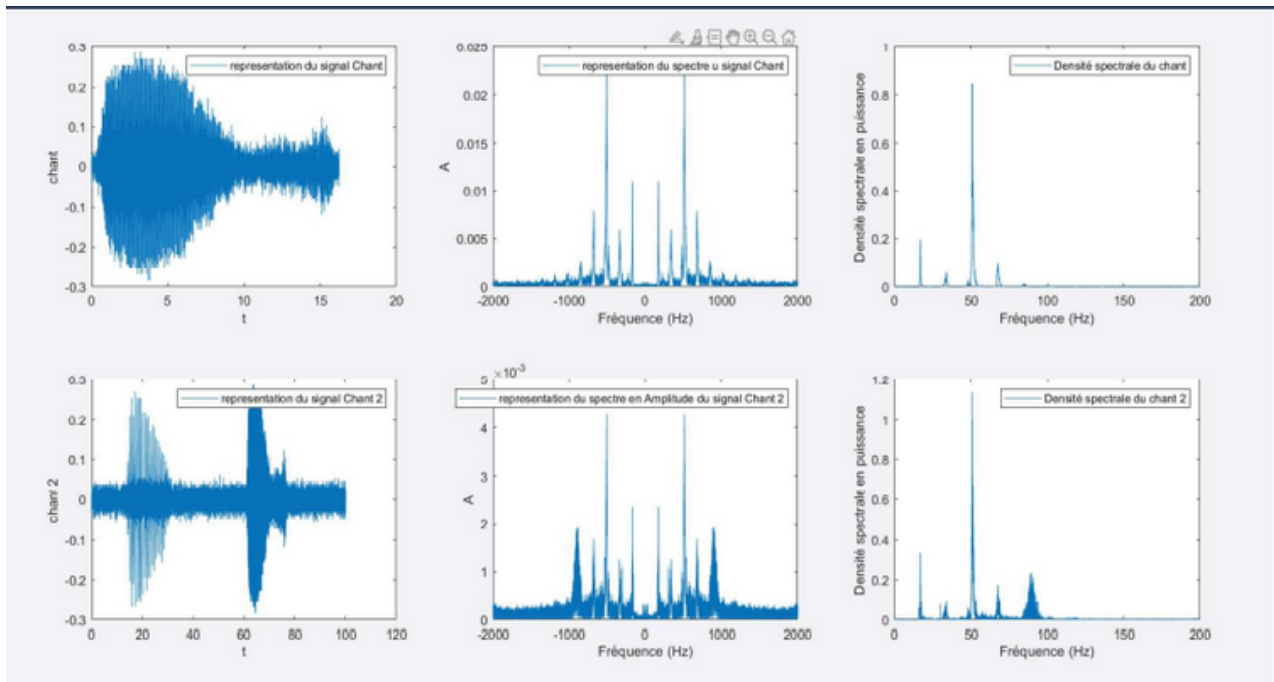 0.3
0.2
0.1
0
-0.1
-0.2
-0.3
0 5 10 15 20
t
chant
representation du signal Chant
0.025
0.02
0.015
0.01
0.005
0
-2000 -1000 0 1000 2000
Fréquence (Hz)
A
representation du spectre u signal Chant
1
0.8
0.6
0.4
0.2
0
0 50 100 150 200
Fréquence (Hz)
Densité spectrale en puissance
Densité spectrale du chant
0.3
0.2
0.1
0
-0.1
-0.2
-0.3
0 20 40 60 80 100 120
t
chant 2
representation du signal Chant 2
5 ×10⁻³
4
3
2
1
0
-2000 -1000 0 1000 2000
Fréquence (Hz)
A
representation du spectre en Amplitude du signal Chant 2
1.2
1
0.8
0.6
0.4
0.2
0
0 50 100 150 200
Fréquence (Hz)
Densité spectrale en puissance
Densité spectrale du chant 2